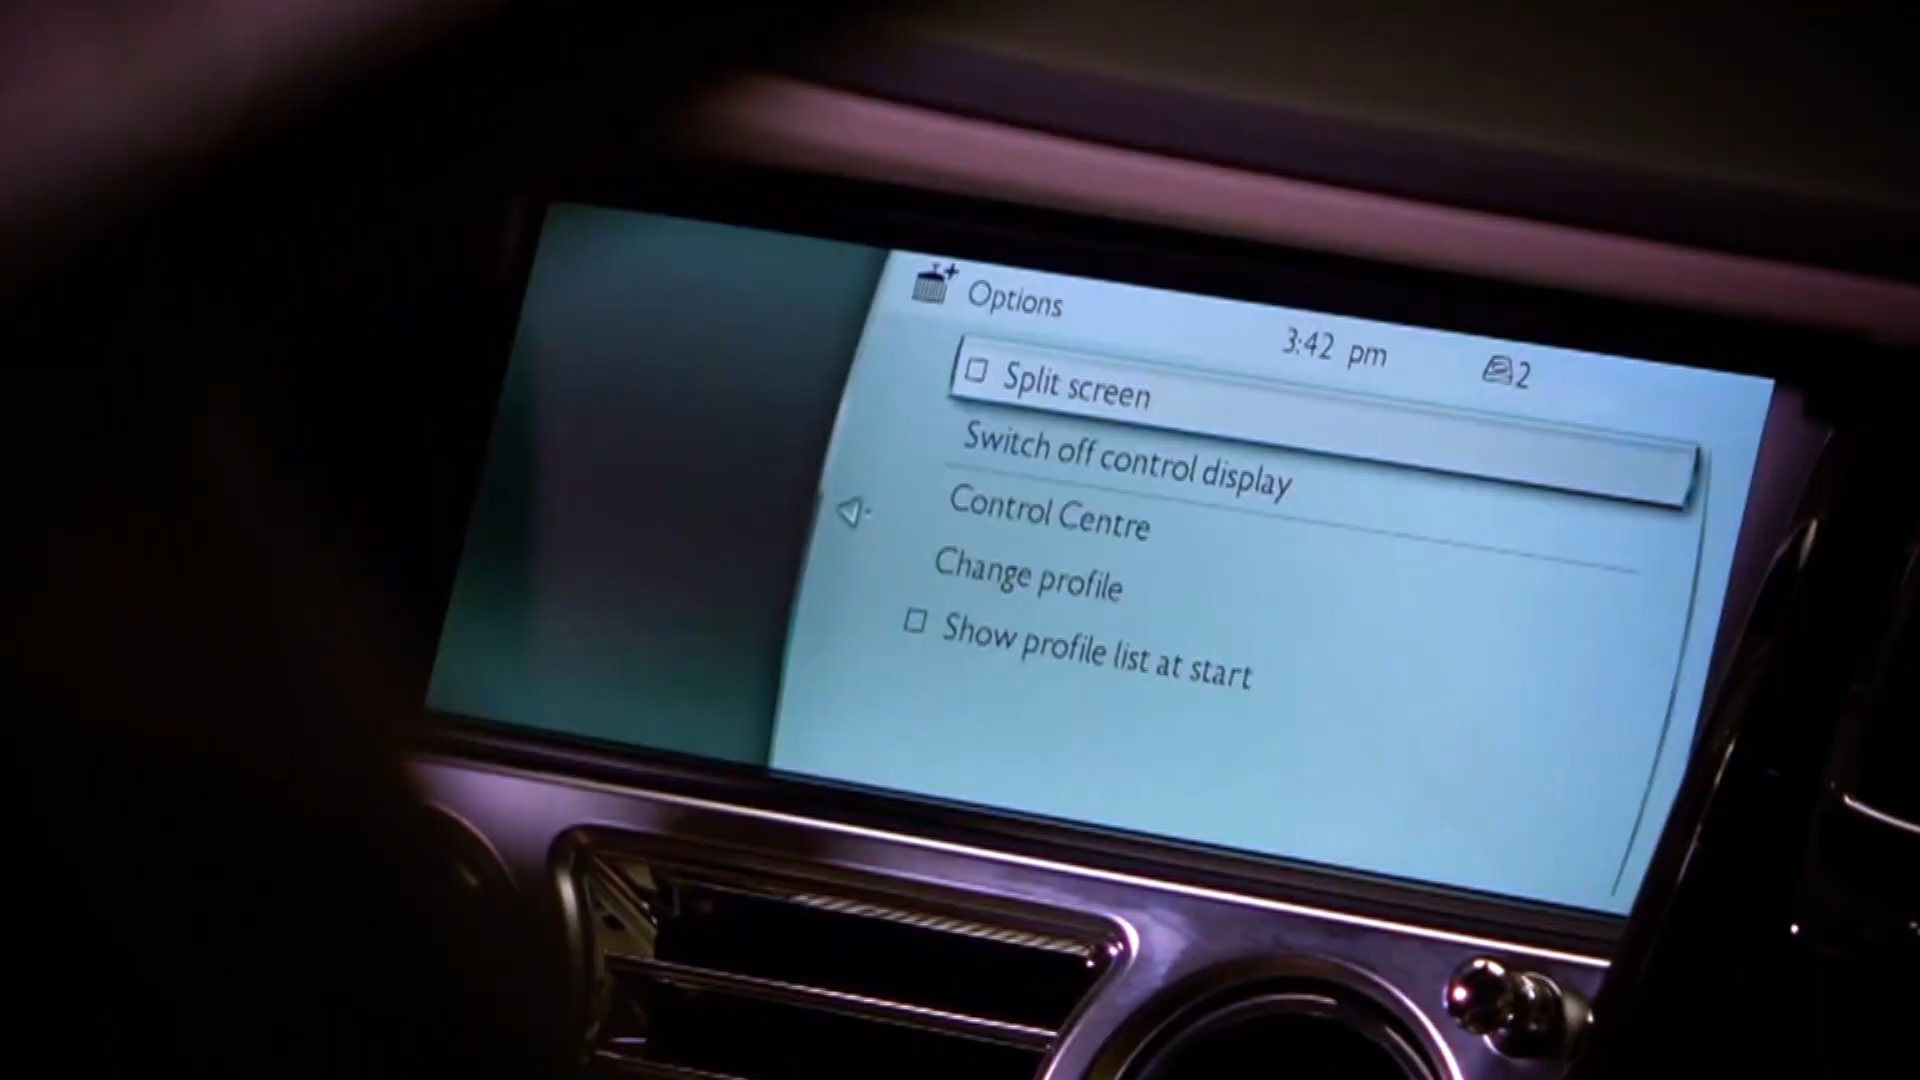 Options
3:42 pm
2
Split screen
Switch off control display
Control Centre
Change profile
Show profile list at start